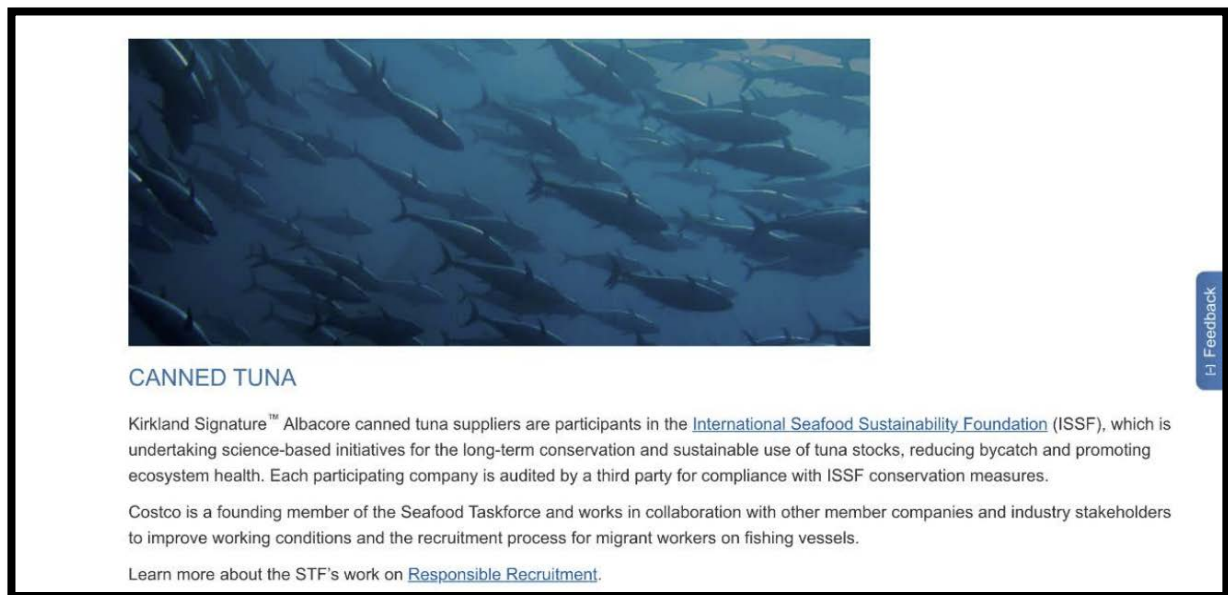 CANNED TUNA
Kirkland Signature™ Albacore canned tuna suppliers are participants in the International Seafood Sustainability Foundation (ISSF), which is
undertaking science-based initiatives for the long-term conservation and sustainable use of tuna stocks, reducing bycatch and promoting
ecosystem health. Each participating company is audited by a third party for compliance with ISSF conservation measures.
Costco is a founding member of the Seafood Taskforce and works in collaboration with other member companies and industry stakeholders
to improve working conditions and the recruitment process for migrant workers on fishing vessels.
Learn more about the STF's work on Responsible Recruitment.
[-] Feedback